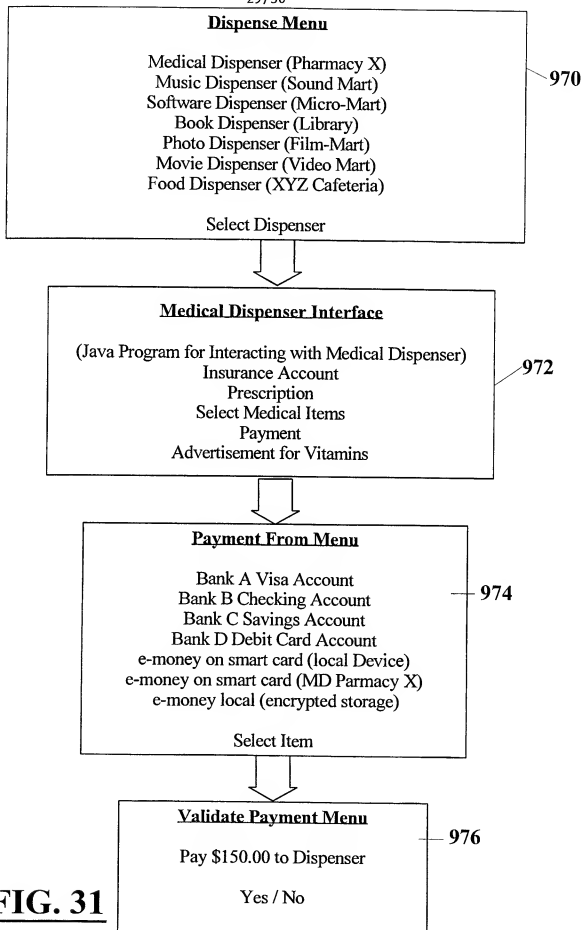 29/30
Dispense Menu
Medical Dispenser (Pharmacy X)
Music Dispenser (Sound Mart)
Software Dispenser (Micro-Mart)
Book Dispenser (Library)
Photo Dispenser (Film-Mart)
Movie Dispenser (Video Mart)
Food Dispenser (XYZ Cafeteria)
Select Dispenser
970
Medical Dispenser Interface
(Java Program for Interacting with Medical Dispenser)
Insurance Account
Prescription
Select Medical Items
Payment
Advertisement for Vitamins
972
Payment From Menu
Bank A Visa Account
Bank B Checking Account
Bank C Savings Account
Bank D Debit Card Account
e-money on smart card (local Device)
e-money on smart card (MD Parmacy X)
e-money local (encrypted storage)
Select Item
974
Validate Payment Menu
Pay $150.00 to Dispenser
Yes / No
976
FIG. 31